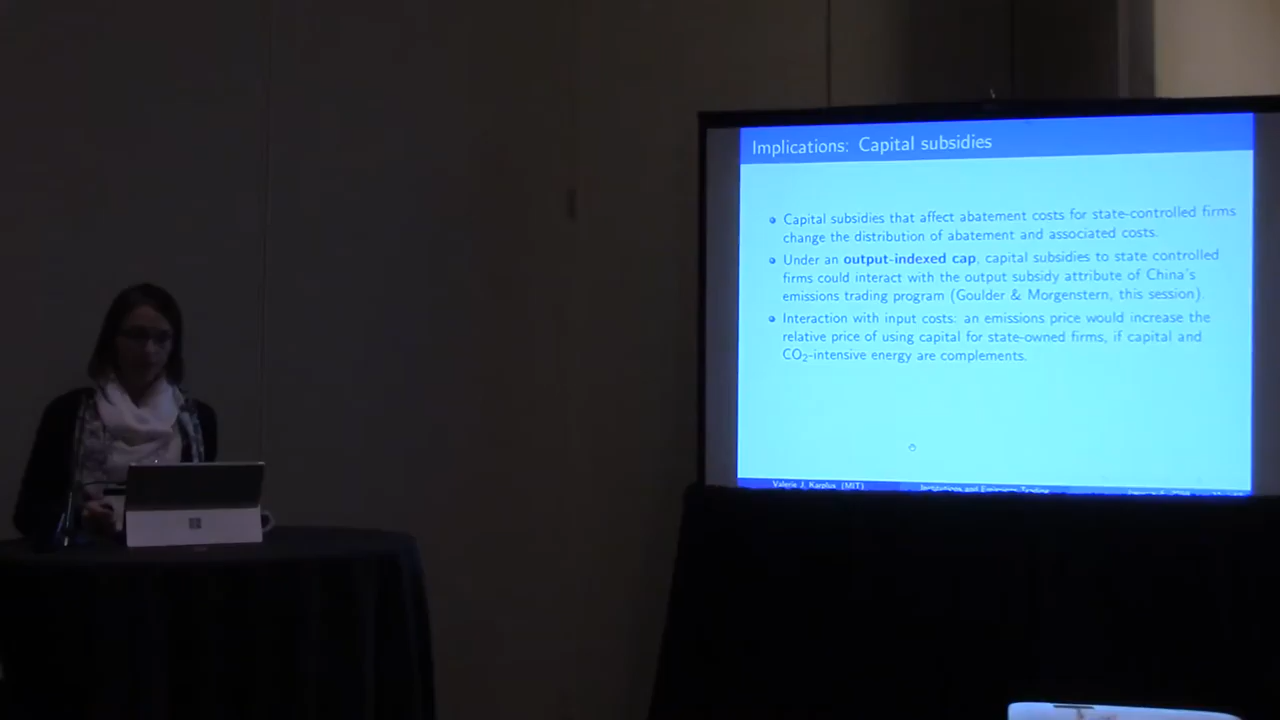 Implications: Capital subsidies
Capital subsidies that affect abatement costs for state-controlled firms
change the distribution of abatement and associated costs.
Under an output-indexed cap, capital subsidies to state controlled
firms could interact with the output subsidy attribute of China's
emissions trading program (Goulder & Morgenstern, this session).
Interaction with input costs: an emissions price would increase the
relative price of using capital for state-owned firms, if capital and
CO₂-intensive energy are complements.
Valerie J. Karplus (MIT)
Institutions and Emissions Trading